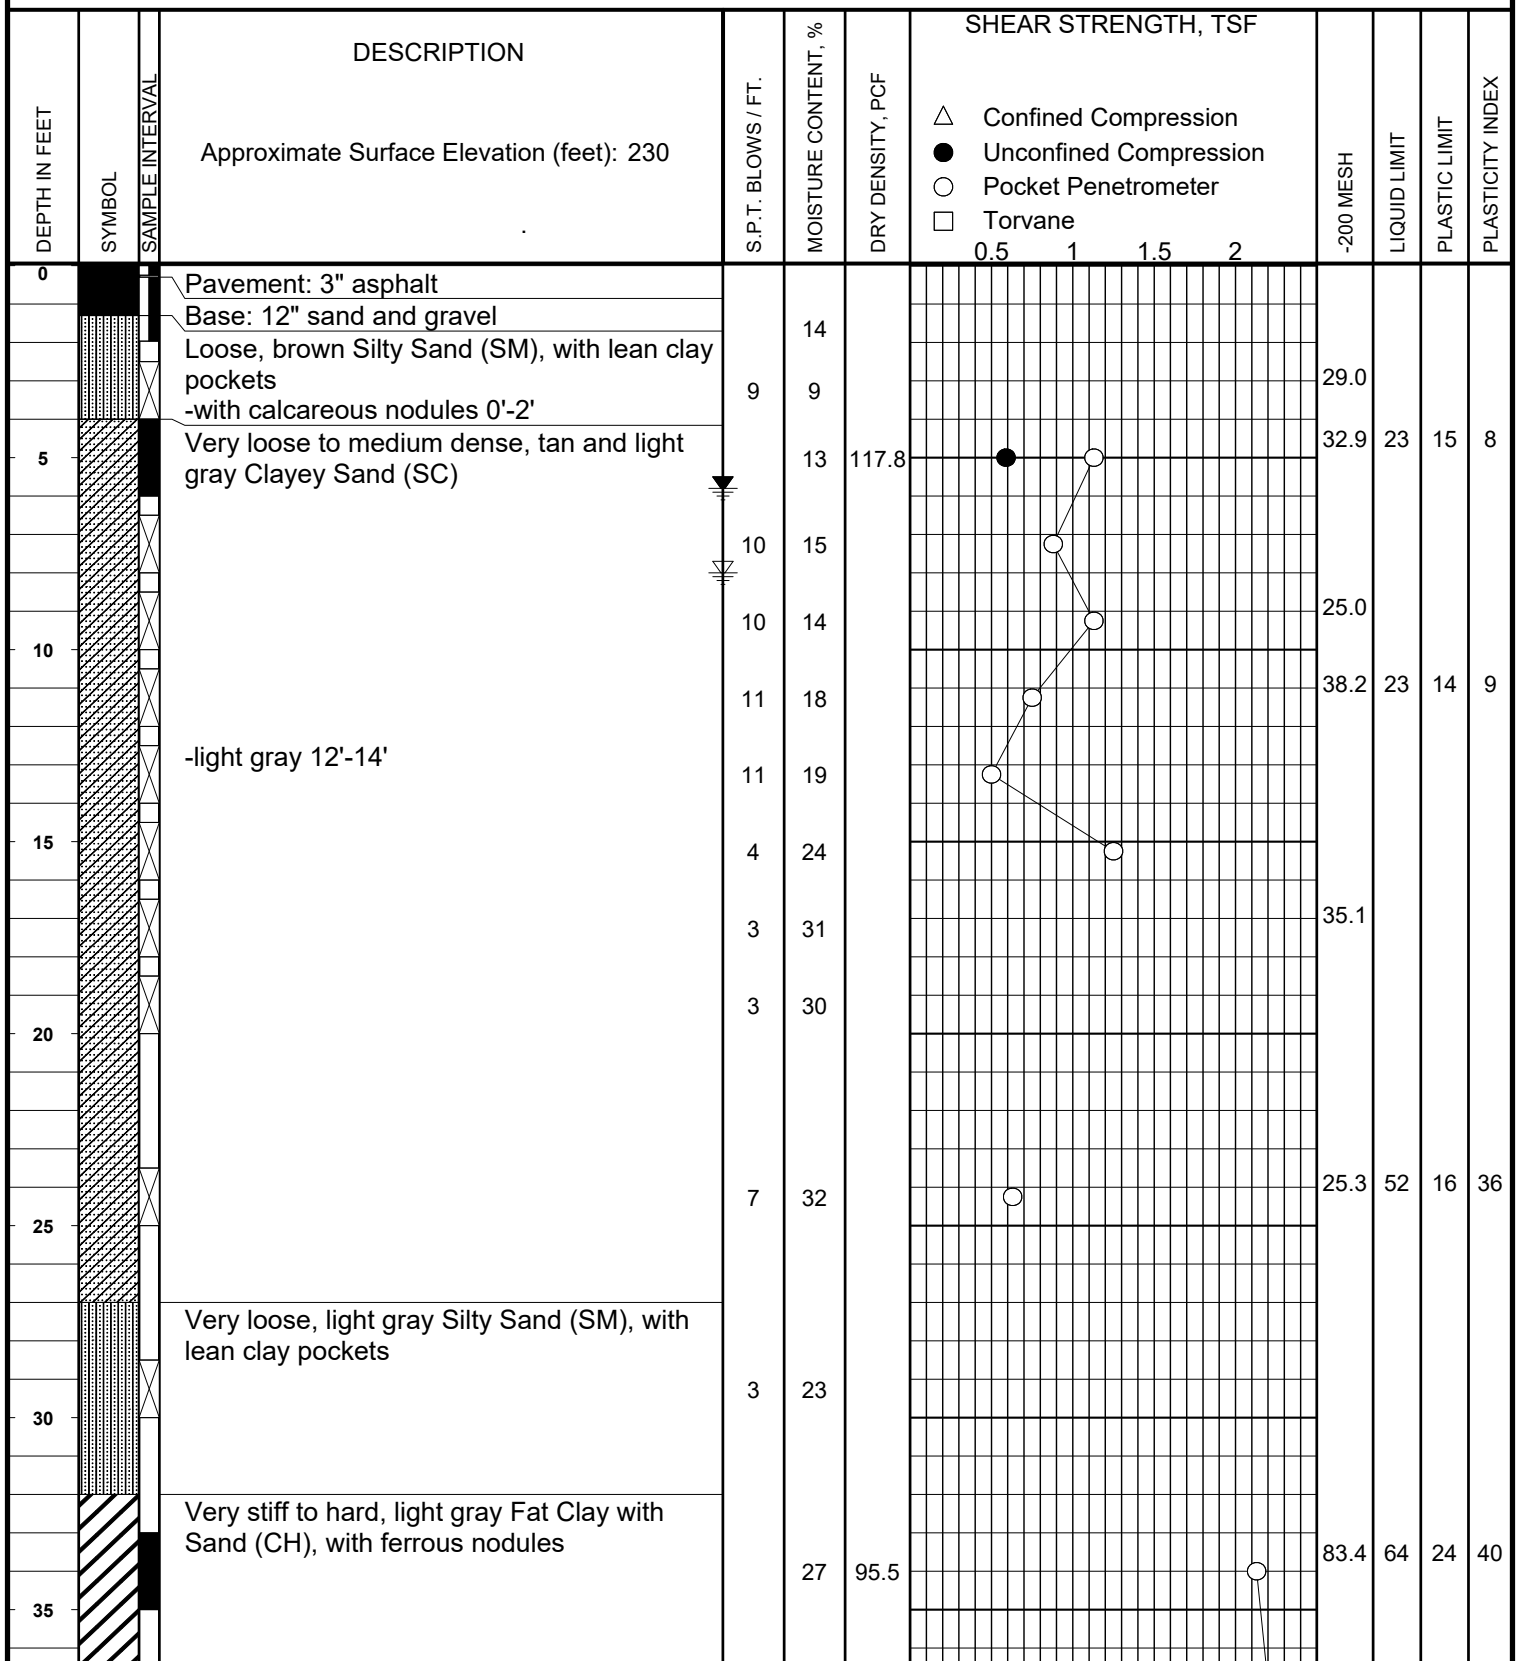 DEPTH IN FEET
SYMBOL
SAMPLE INTERVAL
DESCRIPTION
Approximate Surface Elevation (feet): 230
.
S.P.T. BLOWS / FT.
MOISTURE CONTENT, %
DRY DENSITY, PCF
SHEAR STRENGTH, TSF
Confined Compression
Unconfined Compression
Pocket Penetrometer
Torvane
0.5 1 1.5 2
-200 MESH
LIQUID LIMIT
PLASTIC LIMIT
PLASTICITY INDEX
0
Pavement: 3" asphalt
Base: 12" sand and gravel
14
Loose, brown Silty Sand (SM), with lean clay
pockets
29.0
9 9
-with calcareous nodules 0'-2'
Very loose to medium dense, tan and light
32.9 23 15 8
5
13 117.8
gray Clayey Sand (SC)
10 15
25.0
10 14
10
38.2 23 14 9
11 18
-light gray 12'-14'
11 19
15
4 24
35.1
3 31
3 30
20
25.3 52 16 36
7 32
25
Very loose, light gray Silty Sand (SM), with
lean clay pockets
3 23
30
Very stiff to hard, light gray Fat Clay with
Sand (CH), with ferrous nodules
83.4 64 24 40
27 95.5
35